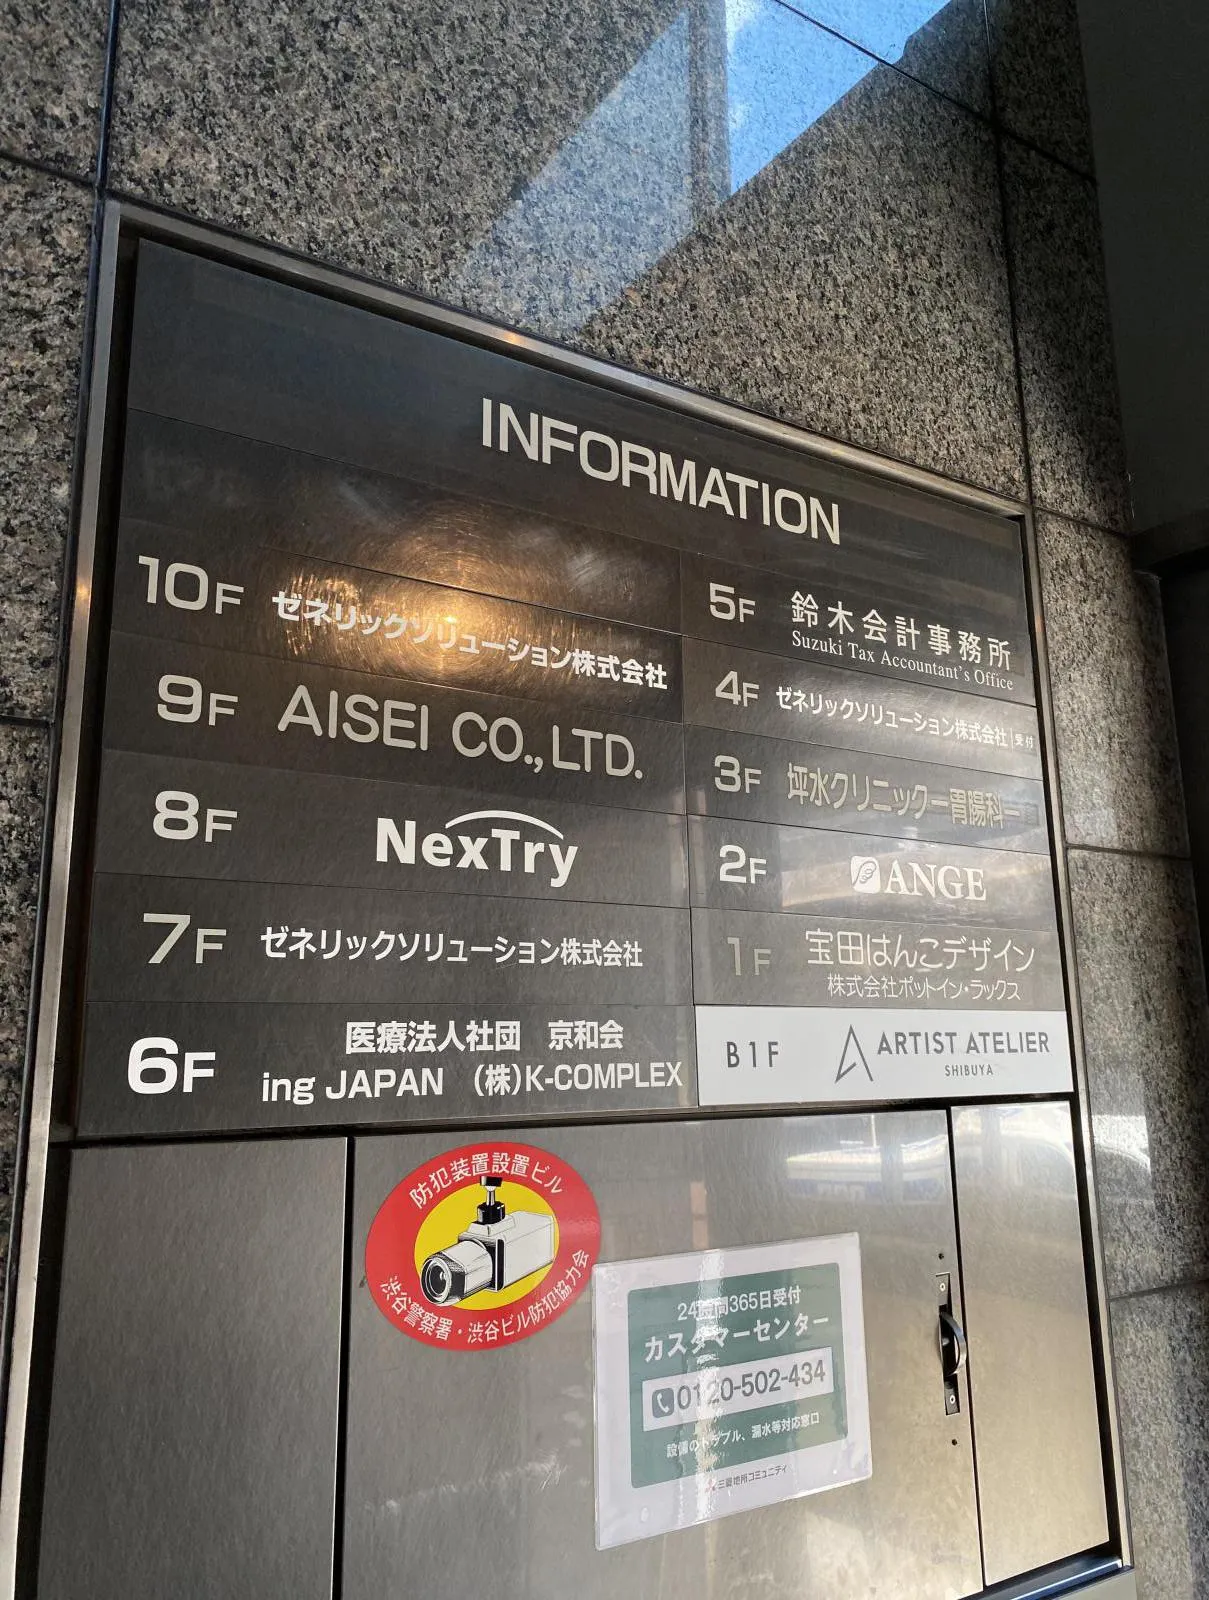 INFORMATION
10F ゼネリックソリューション株式会社
9F AISEI CO., LTD.
8F NexTry
7F ゼネリックソリューション株式会社
6F 医療法人社団 京和会
ing JAPAN (株)K-COMPLEX
5F 鈴木会計事務所
Suzuki Tax Accountant's Office
4F ゼネリックソリューション株式会社|受付
3F 坪水クリニックー胃腸科ー
2F ANGE
1F 宝田はんこデザイン
株式会社ポットイン・ラックス
B1F ARTIST ATELIER
SHIBUYA
防犯装置設置ビル
渋谷警察署・渋谷ビル防犯協力会
24時間365日受付
カスタマーセンター
0120-502-434
設備のトラブル、漏水等対応窓口
三菱地所コミュニティ